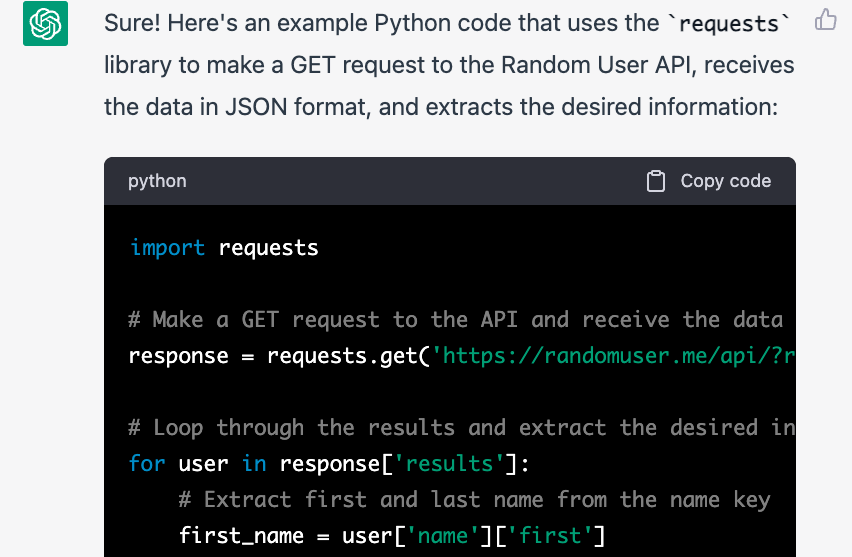 Sure! Here's an example Python code that uses the `requests`
library to make a GET request to the Random User API, receives
the data in JSON format, and extracts the desired information:
python
Copy code
import requests
# Make a GET request to the API and receive the data
response = requests.get('https://randomuser.me/api/?r
# Loop through the results and extract the desired in
for user in response['results']:
# Extract first and last name from the name key
first_name = user['name']['first']